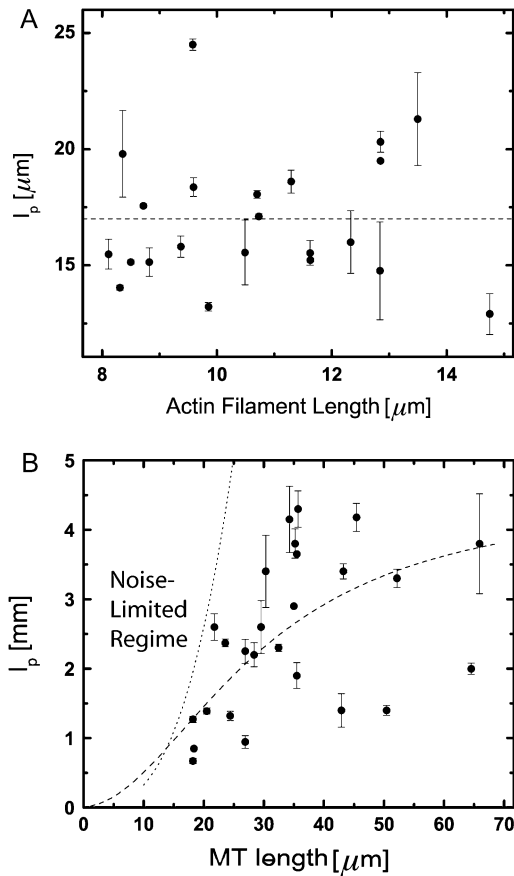 A
25
20
15
l_p [μm]
8 10 12 14
Actin Filament Length [μm]
B
5
4
3
2
1
0
l_p [mm]
Noise-
Limited
Regime
0 10 20 30 40 50 60 70
MT length [μm]